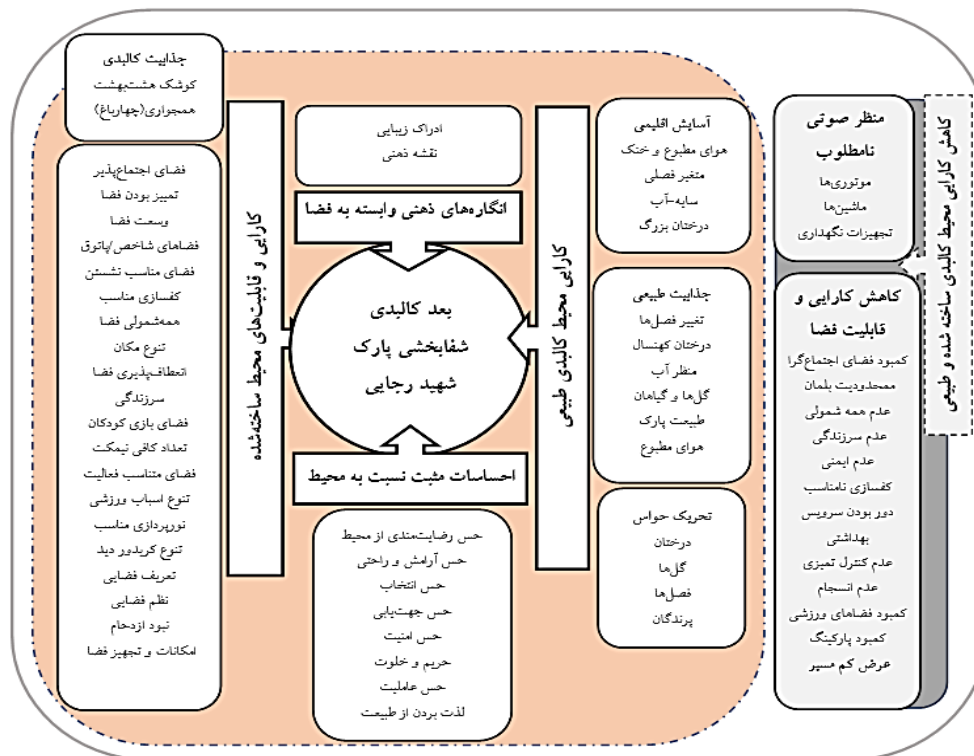 جذابیت کالبدی
کوشک هشت‌بهشت
همجواری(چهارباغ)
فضای اجتماع‌پذیر
تمییز بودن فضا
وسعت فضا
فضاهای شاخص/پاتوق
فضای مناسب نشستن
کفسازی مناسب
همه‌شمولی فضا
تنوع مکان
انعطاف‌پذیری فضا
سرزندگی
فضای بازی کودکان
تعداد کافی نیمکت
فضای متناسب فعالیت
تنوع اسباب ورزشی
نورپردازی مناسب
تنوع کریدور دید
تعریف فضایی
نظم فضایی
نبود ازدحام
امکانات و تجهیز فضا
کارایی و قابلیت‌های محیط ساخته‌شده
ادراک زیبایی
نقشه ذهنی
انگاره‌های ذهنی وابسته به فضا
بعد کالبدی
شفابخشی پارک
شهید رجایی
احساسات مثبت نسبت به محیط
حس رضایت‌مندی از محیط
حس آرامش و راحتی
حس انتخاب
حس جهت‌یابی
حس امنیت
حریم و خلوت
حس عاملیت
لذت بردن از طبیعت
کارایی محیط کالبدی طبیعی
آسایش اقلیمی
هوای مطبوع و خنک
متغیر فصلی
سایه-آب
درختان بزرگ
جذابیت طبیعی
تغییر فصل‌ها
درختان کهنسال
منظر آب
گل‌ها و گیاهان
طبیعت پارک
هوای مطبوع
تحریک حواس
درختان
گل‌ها
فصل‌ها
پرندگان
منظر صوتی
نامطلوب
موتوری‌ها
ماشین‌ها
تجهیزات نگهداری
کاهش کارایی و
قابلیت فضا
کمبود فضای اجتماع‌گرا
ممحدودیت بلمان
عدم همه شمولی
عدم سرزندگی
عدم ایمنی
کفسازی نامناسب
دور بودن سرویس
بهداشتی
عدم کنترل تمیزی
عدم انسجام
کمبود فضاهای ورزشی
کمبود پارکینگ
عرض کم مسیر
کاهش کارایی محیط کالبدی ساخته شده و طبیعی